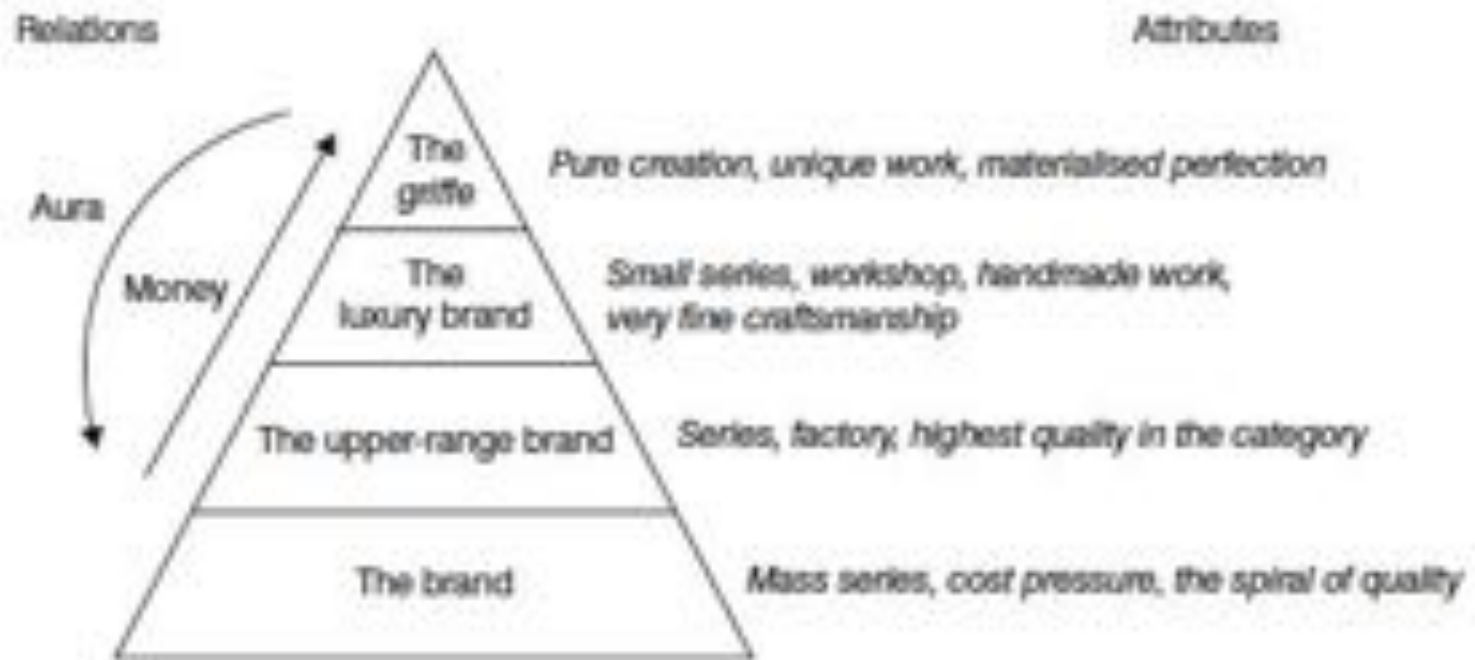 Relations
Attributes
The
griffe
Pure creation, unique work, materialised perfection
Aura
Money
The
luxury brand
Small series, workshop, handmade work,
very fine craftsmanship
The upper-range brand
Series, factory, highest quality in the category
The brand
Mass series, cost pressure, the spiral of quality